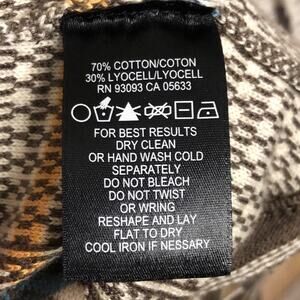 70% COTTON/COTON
30% LYOCELL/LYOCELL
RN 93093 CA 05633
FOR BEST RESULTS
DRY CLEAN
OR HAND WASH COLD
SEPARATELY
DO NOT BLEACH
DO NOT TWIST
OR WRING
RESHAPE AND LAY
FLAT TO DRY
COOL IRON IF NESSARY